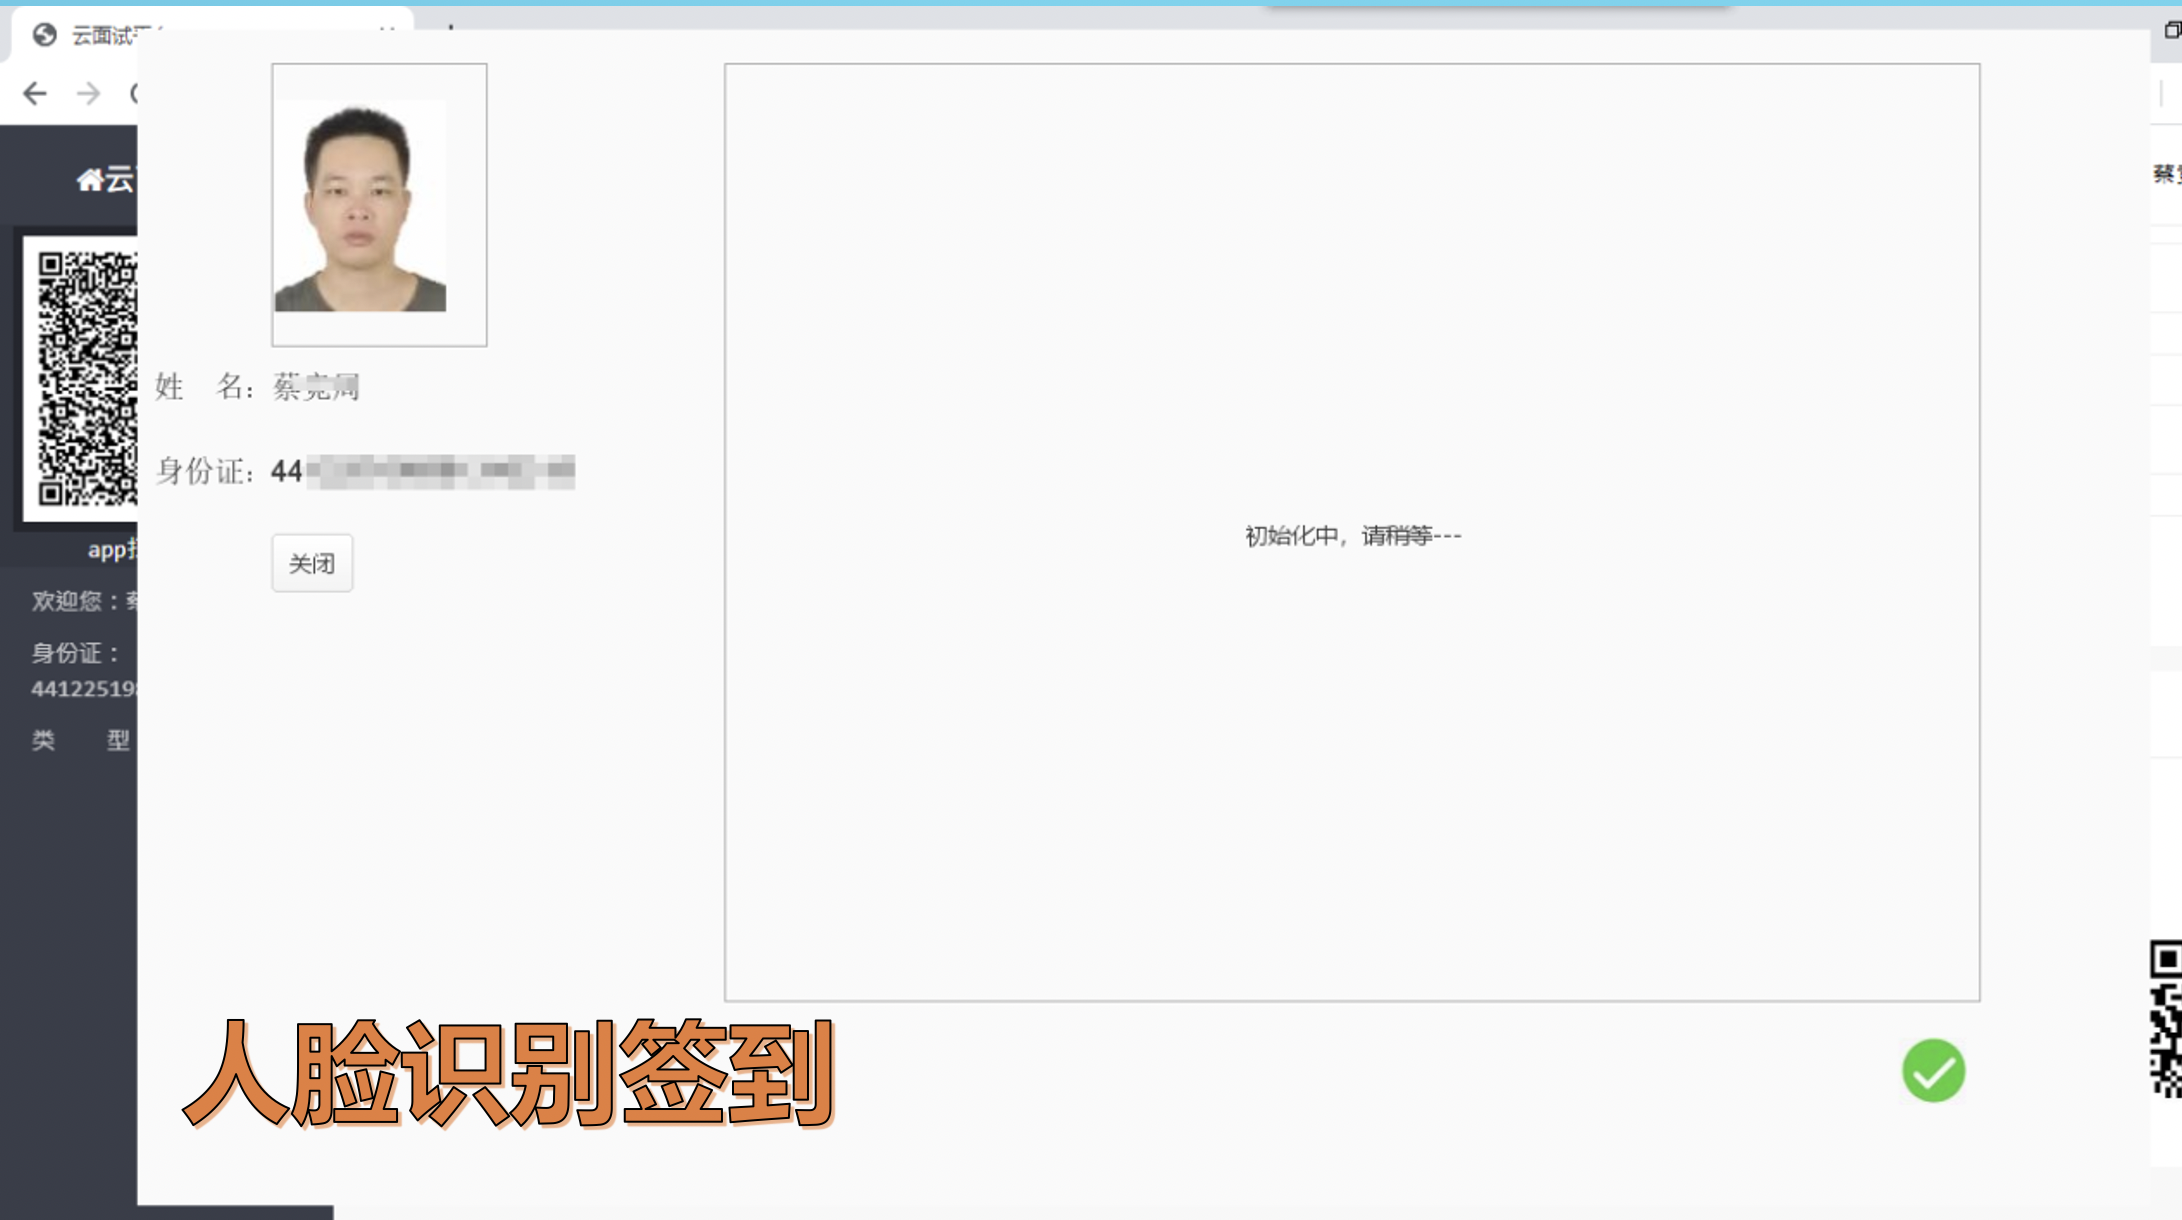 云面试
云
蔡
app
欢迎您：
身份证：
44122519
类 型
姓 名：蔡
身份证：44
关闭
初始化中，请稍等---
人脸识别签到